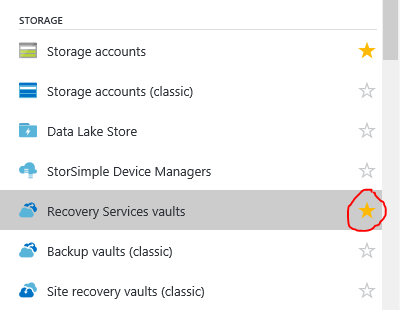 STORAGE
Storage accounts
Storage accounts (classic)
Data Lake Store
StorSimple Device Managers
Recovery Services vaults
Backup vaults (classic)
Site recovery vaults (classic)